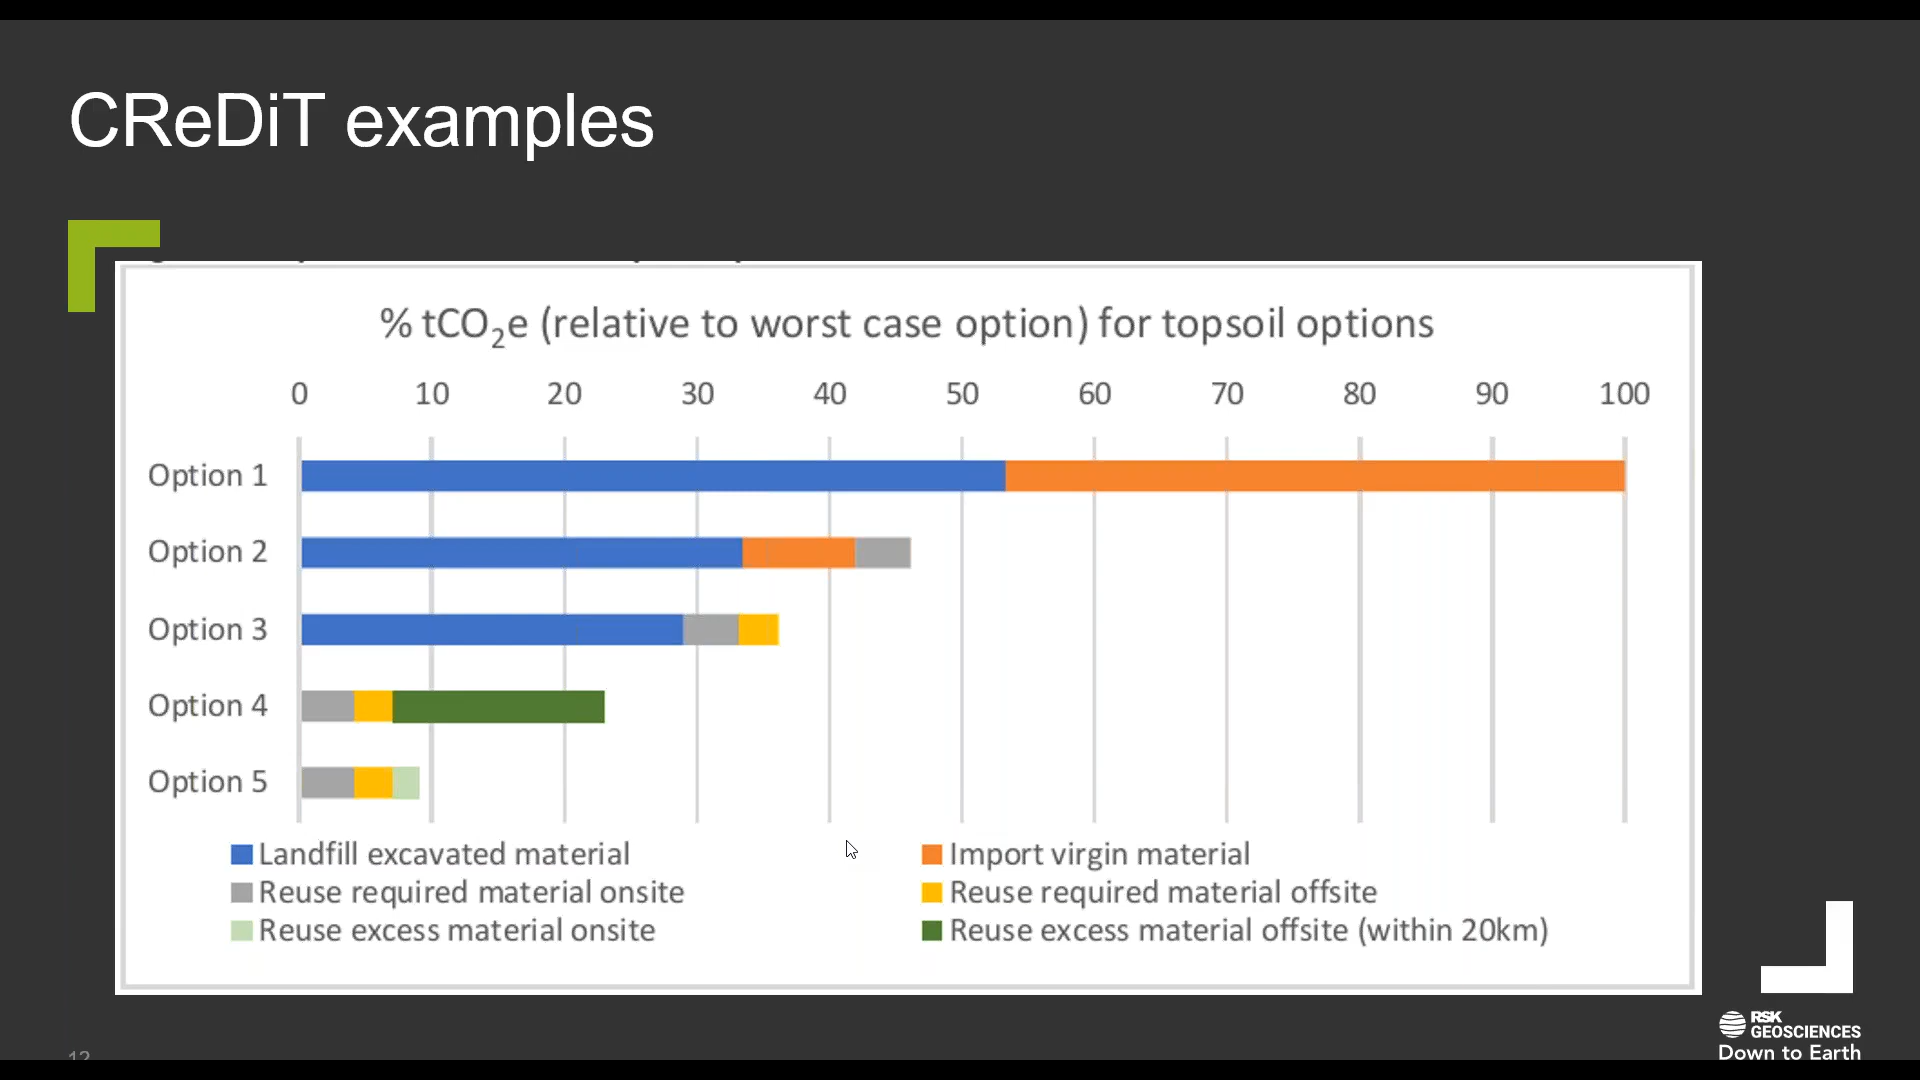 CReDiT examples
% tCO₂e (relative to worst case option) for topsoil options
0 10 20 30 40 50 60 70 80 90 100
Option 1
Option 2
Option 3
Option 4
Option 5
Landfill excavated material
Import virgin material
Reuse required material onsite
Reuse required material offsite
Reuse excess material onsite
Reuse excess material offsite (within 20km)
RSK
GEOSCIENCES
Down to Earth
12